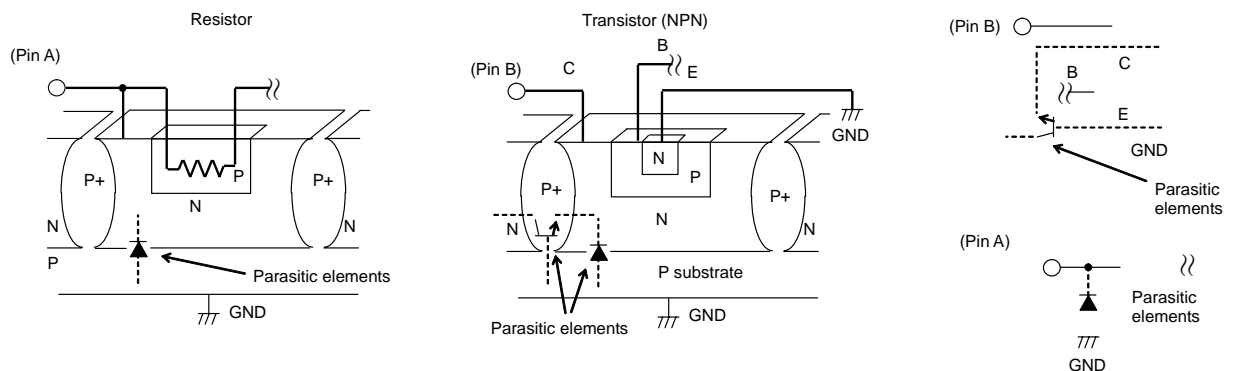 Resistor
(Pin A)
P+
P
P+
N
N
N
P
Parasitic elements
GND
Transistor (NPN)
B
(Pin B)
C
E
GND
N
P
P+
P+
N
N
N
P substrate
Parasitic elements
GND
(Pin B)
C
B
E
GND
Parasitic
elements
(Pin A)
Parasitic
elements
GND